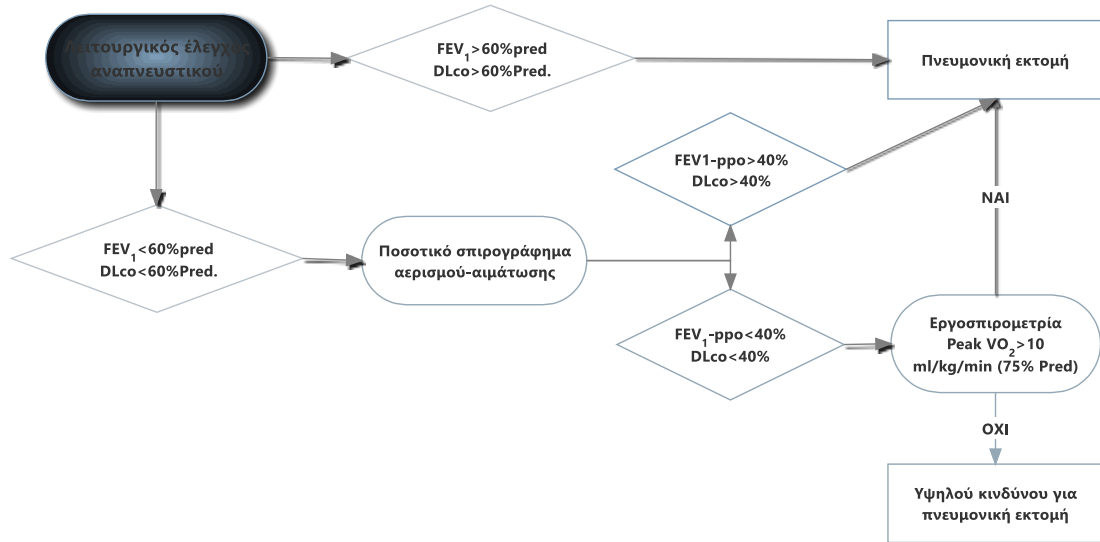 Λειτουργικός έλεγχος
αναπνευστικού
FEV₁>60%pred
DLco>60%Pred.
Πνευμονική εκτομή
FEV1-ppo>40%
DLco>40%
ΝΑΙ
FEV₁<60%pred
DLco<60%Pred.
Ποσοτικό σπιρογράφημα
αερισμού-αιμάτωσης
FEV₁-ppo<40%
DLco<40%
Εργοσπιρομετρία
Peak VO₂>10
ml/kg/min (75% Pred)
ΟΧΙ
Υψηλού κινδύνου για
πνευμονική εκτομή